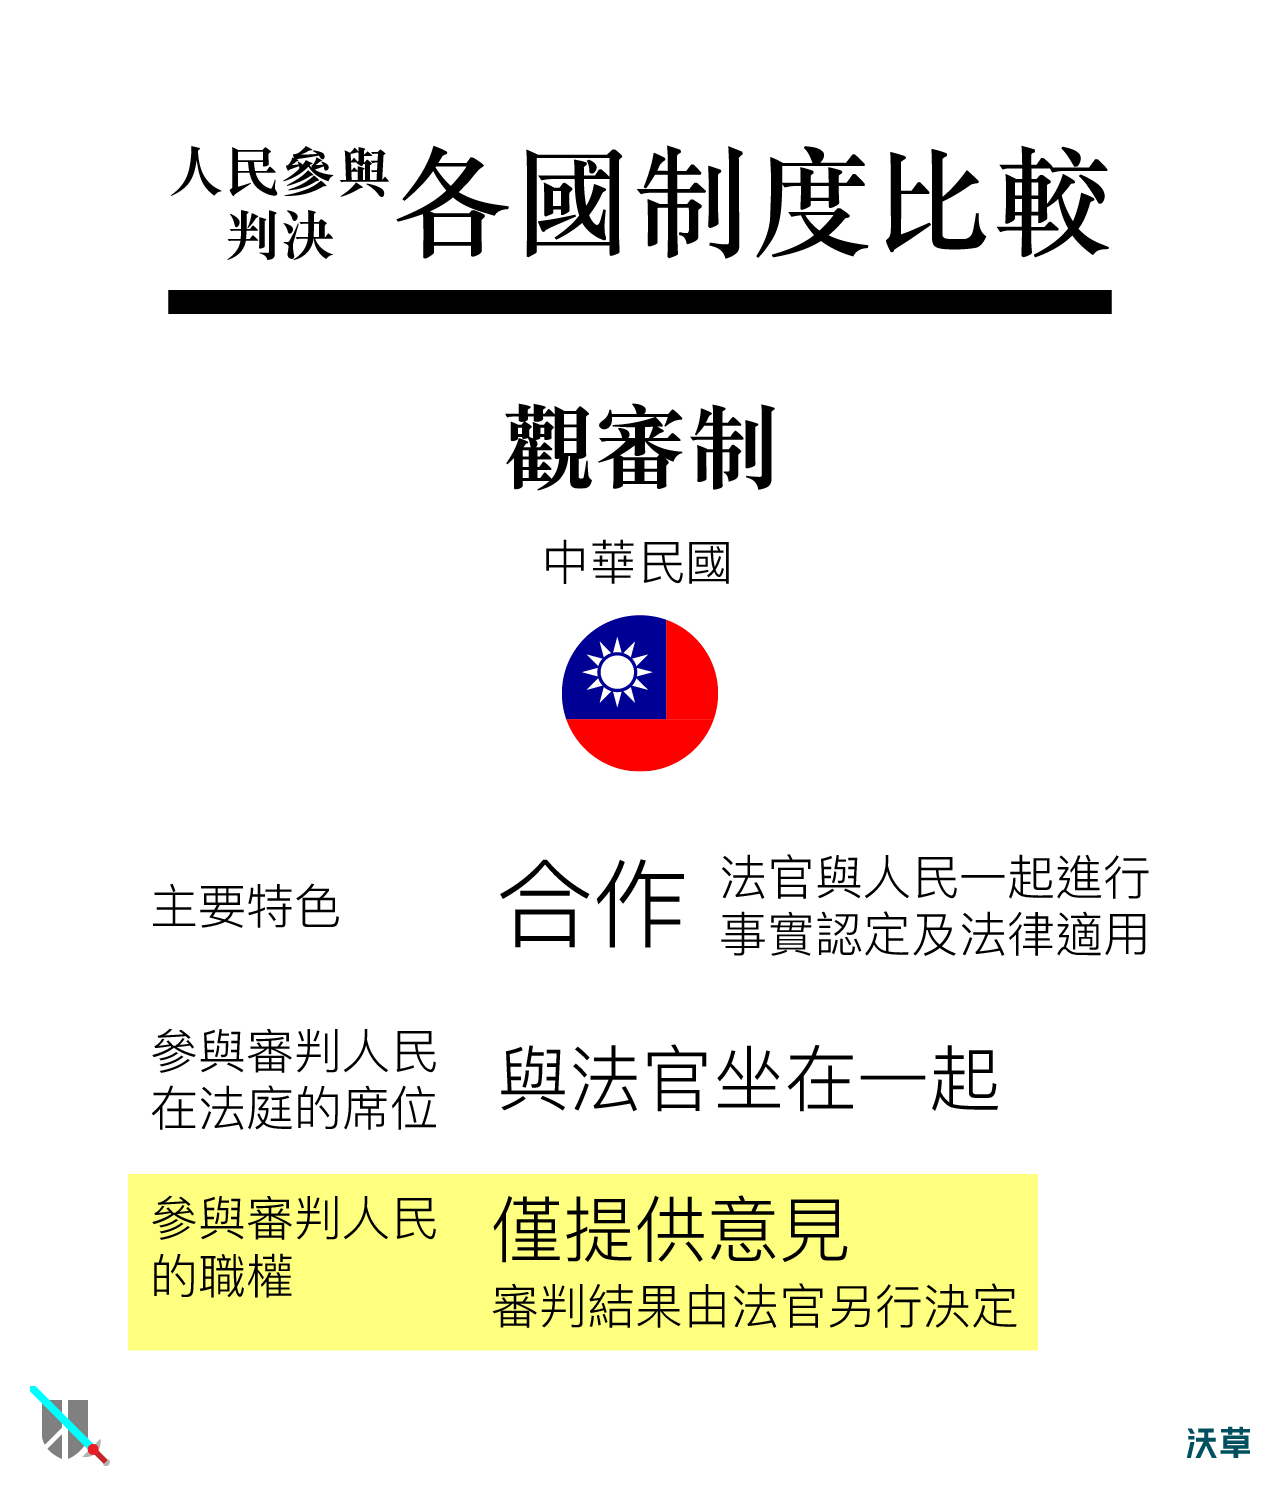 人民參與
判決
各國制度比較
觀審制
中華民國
主要特色
合作
法官與人民一起進行
事實認定及法律適用
參與審判人民
在法庭的席位
與法官坐在一起
參與審判人民
的職權
僅提供意見
審判結果由法官另行決定
沃草